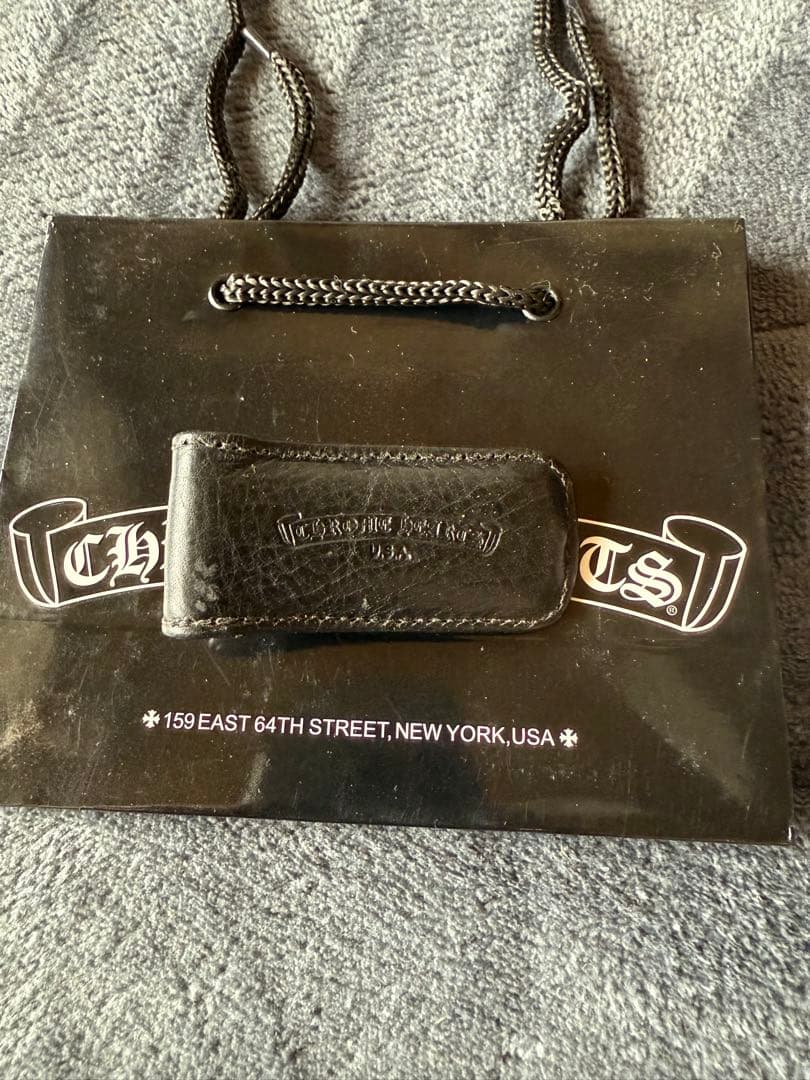 CHROME HEARTS
U.S.A.
CH
TS®
✠ 159 EAST 64TH STREET, NEW YORK, USA ✠